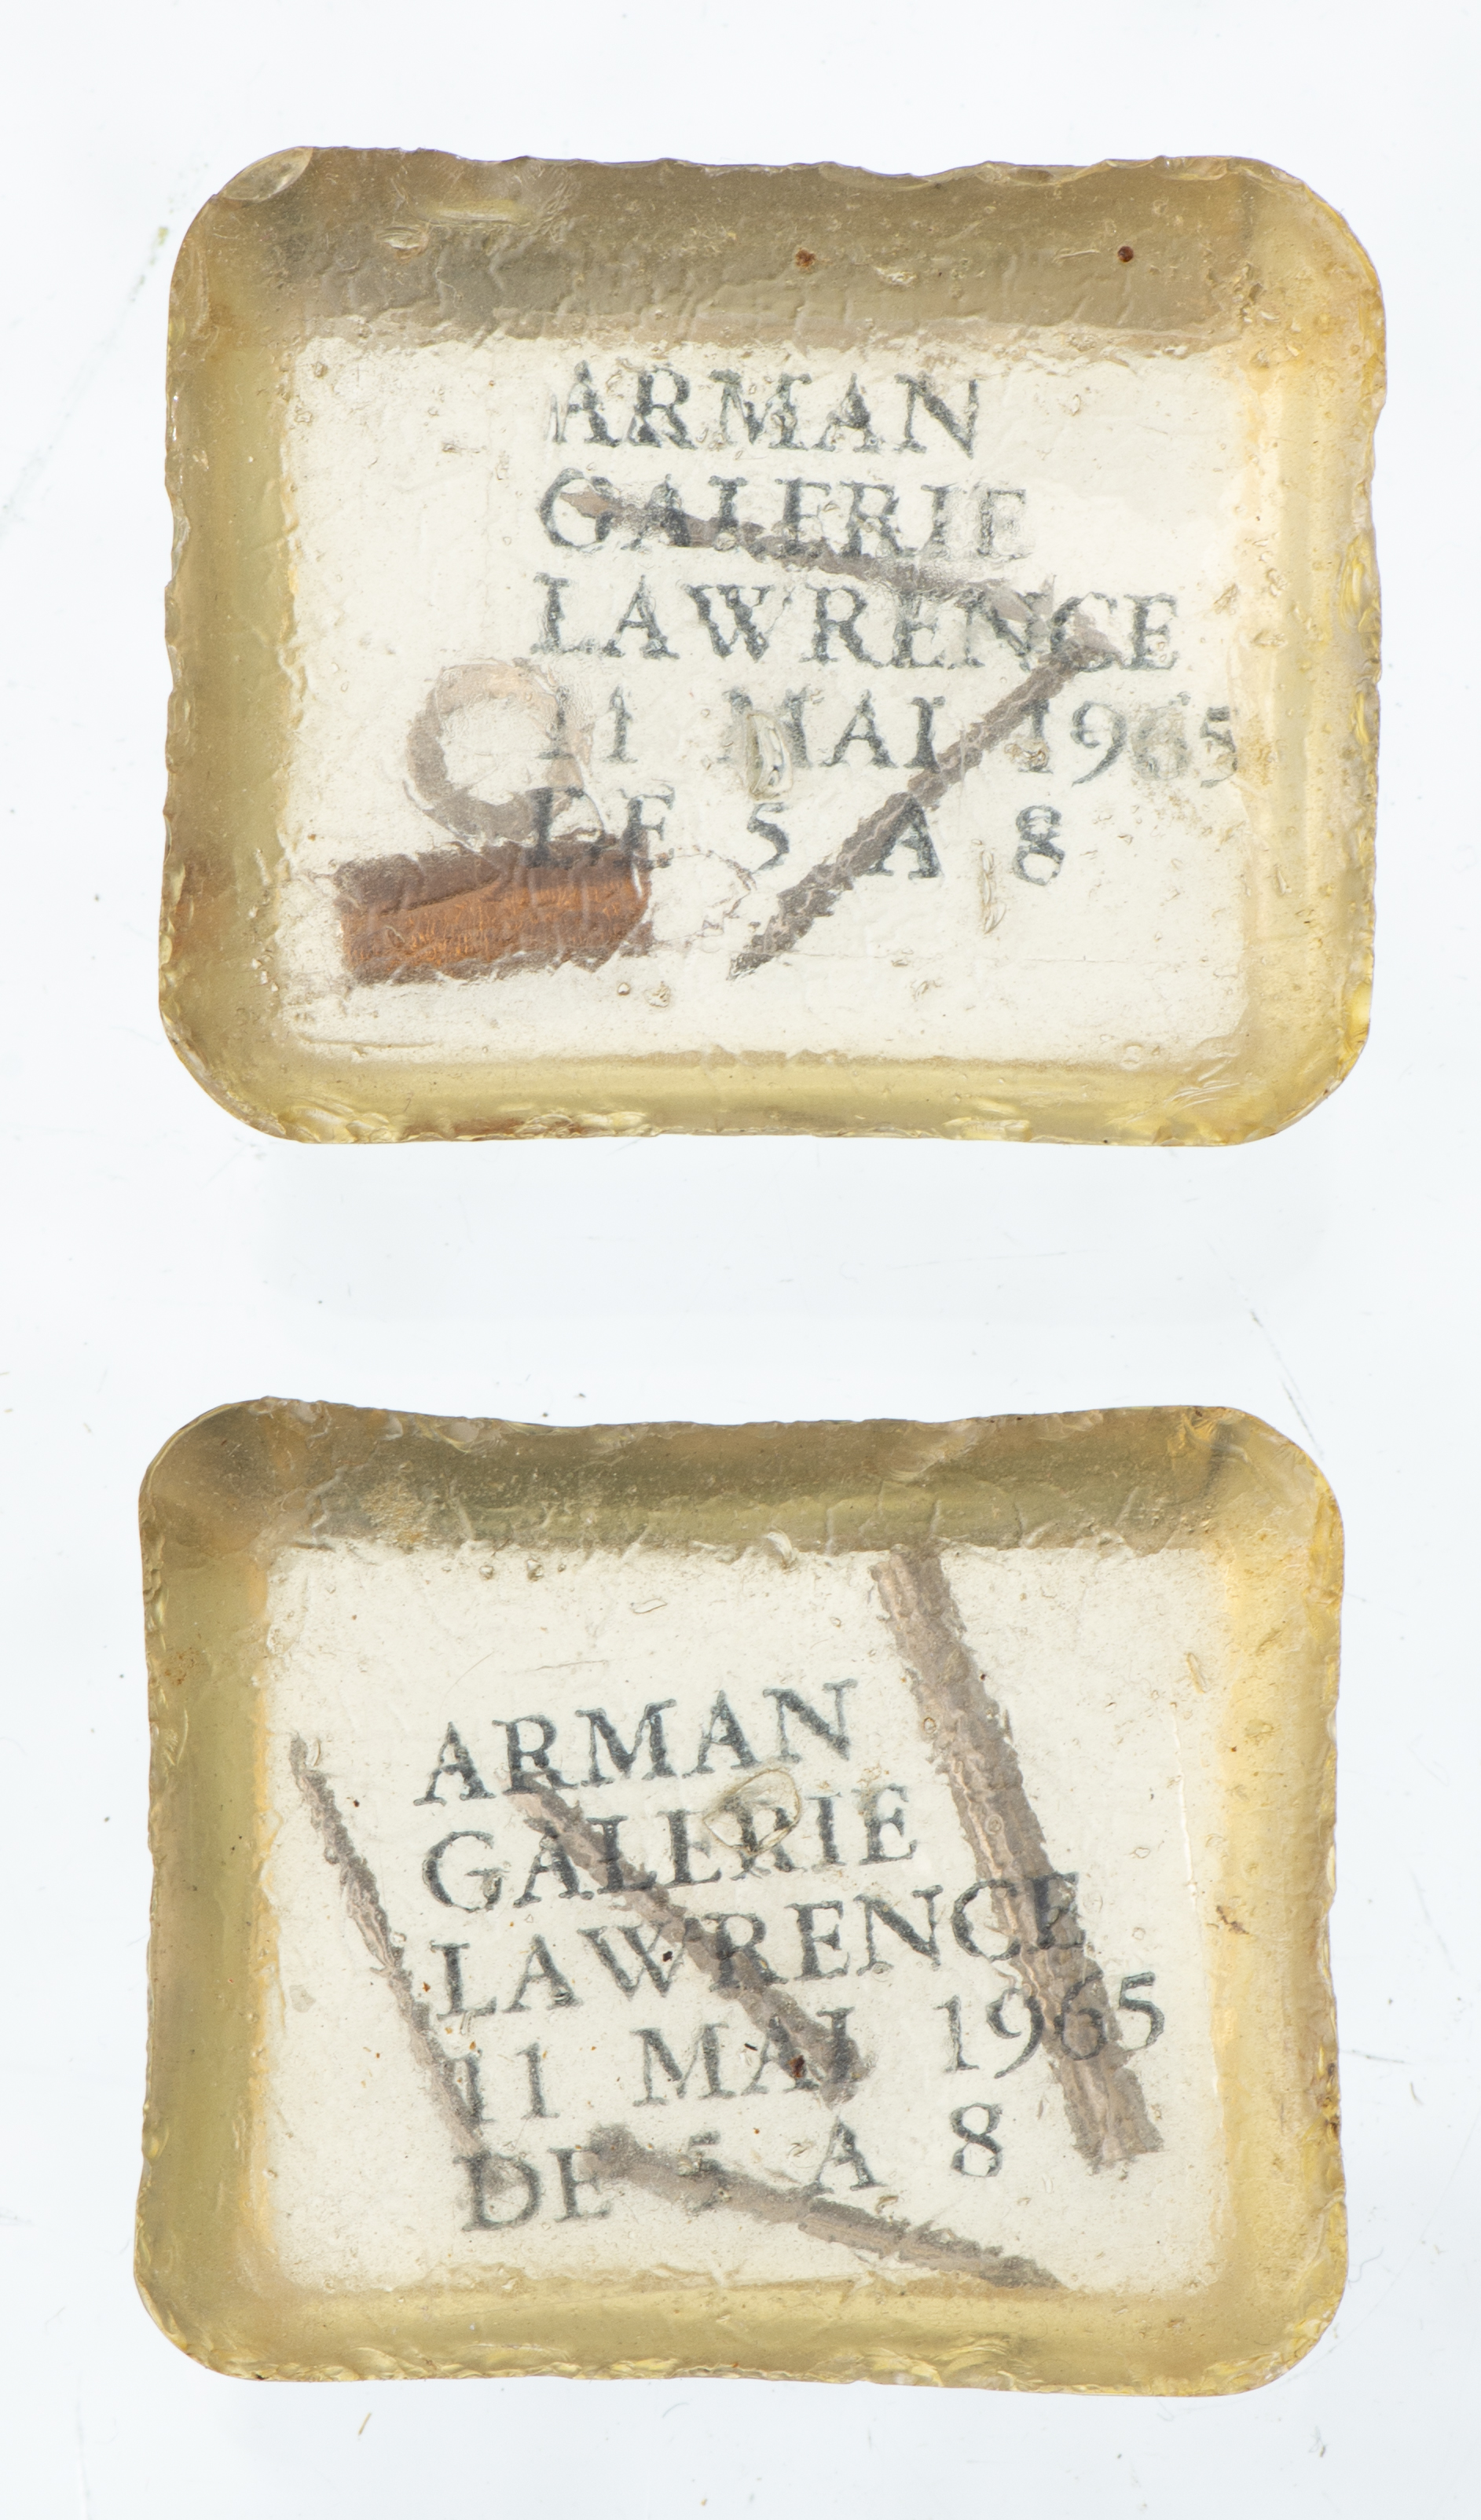 ARMAN
GALERIE
LAWRENCE
11 MAI 1965
DE 5 A 8
ARMAN
GALERIE
LAWRENCE
11 MAI 1965
DE 5 A 8